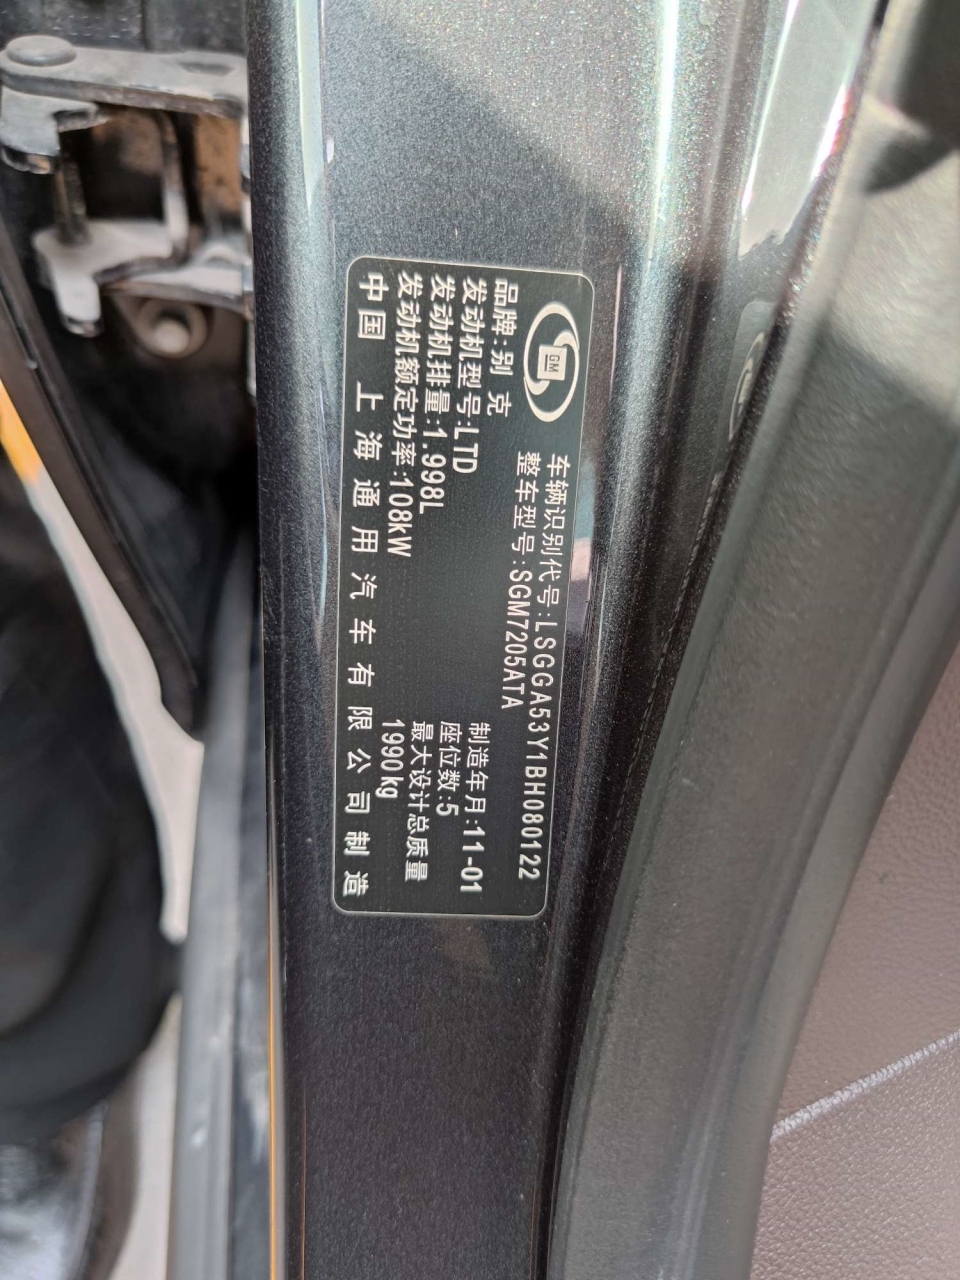 GM
车辆识别代号:LSGGA53Y1BH080122
整车型号:SGM7205ATA
品牌:别 克
发动机型号:LTD
制造年月:11-01
发动机排量:1.998L
座位数:5
发动机额定功率:108kW
最大设计总质量
1990kg
中国 上海通用汽车有限公司制造